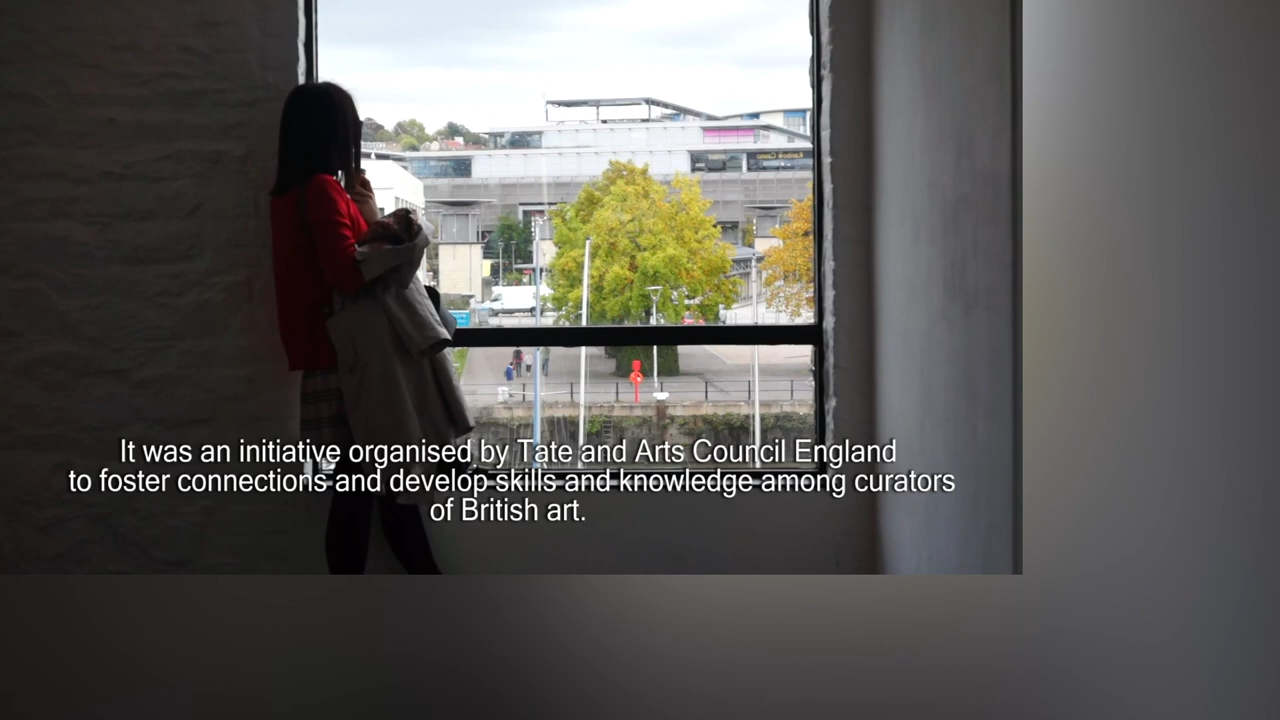 It was an initiative organised by Tate and Arts Council England
to foster connections and develop skills and knowledge among curators
of British art.